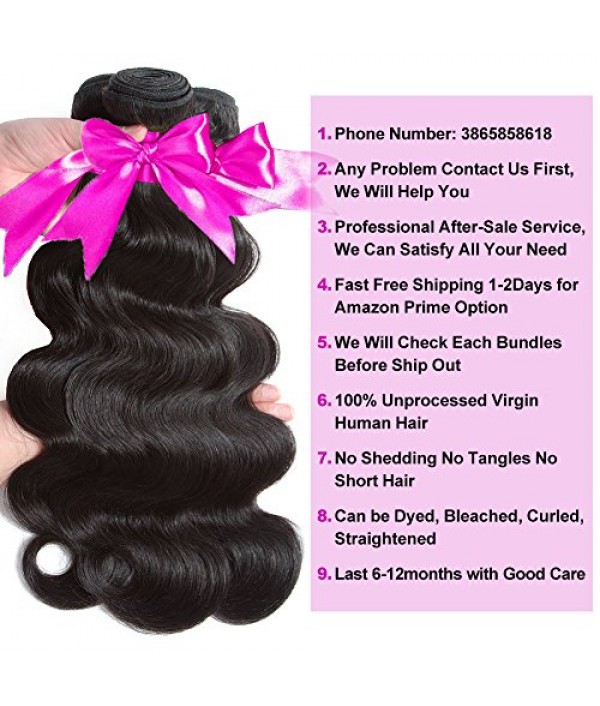 1. Phone Number: 3865858618
2. Any Problem Contact Us First,
We Will Help You
3. Professional After-Sale Service,
We Can Satisfy All Your Need
4. Fast Free Shipping 1-2Days for
Amazon Prime Option
5. We Will Check Each Bundles
Before Ship Out
6. 100% Unprocessed Virgin
Human Hair
7. No Shedding No Tangles No
Short Hair
8. Can be Dyed, Bleached, Curled,
Straightened
9. Last 6-12months with Good Care